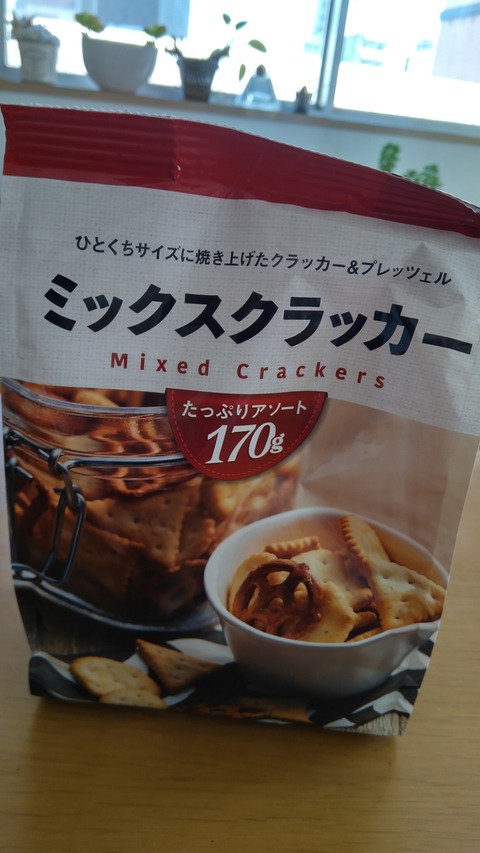 ひとくちサイズに焼き上げたクラッカー&プレッツェル
ミックスクラッカー
Mixed Crackers
たっぷりアソート
170g